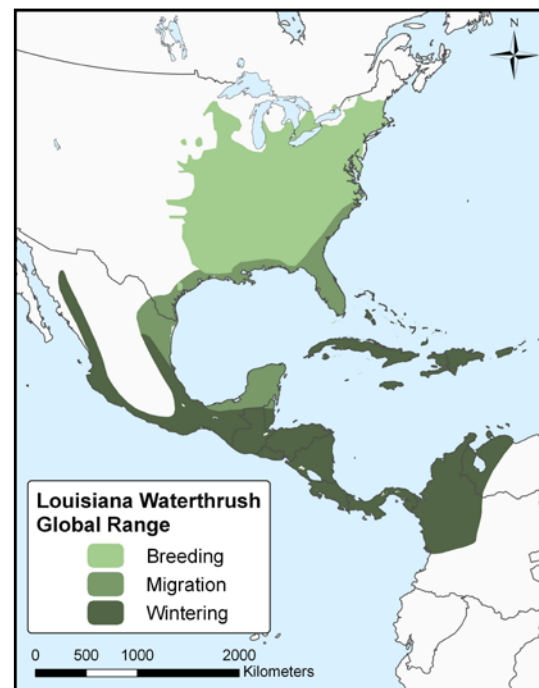 N
Louisiana Waterthrush
Global Range
Breeding
Migration
Wintering
0 500 1000 2000
Kilometers